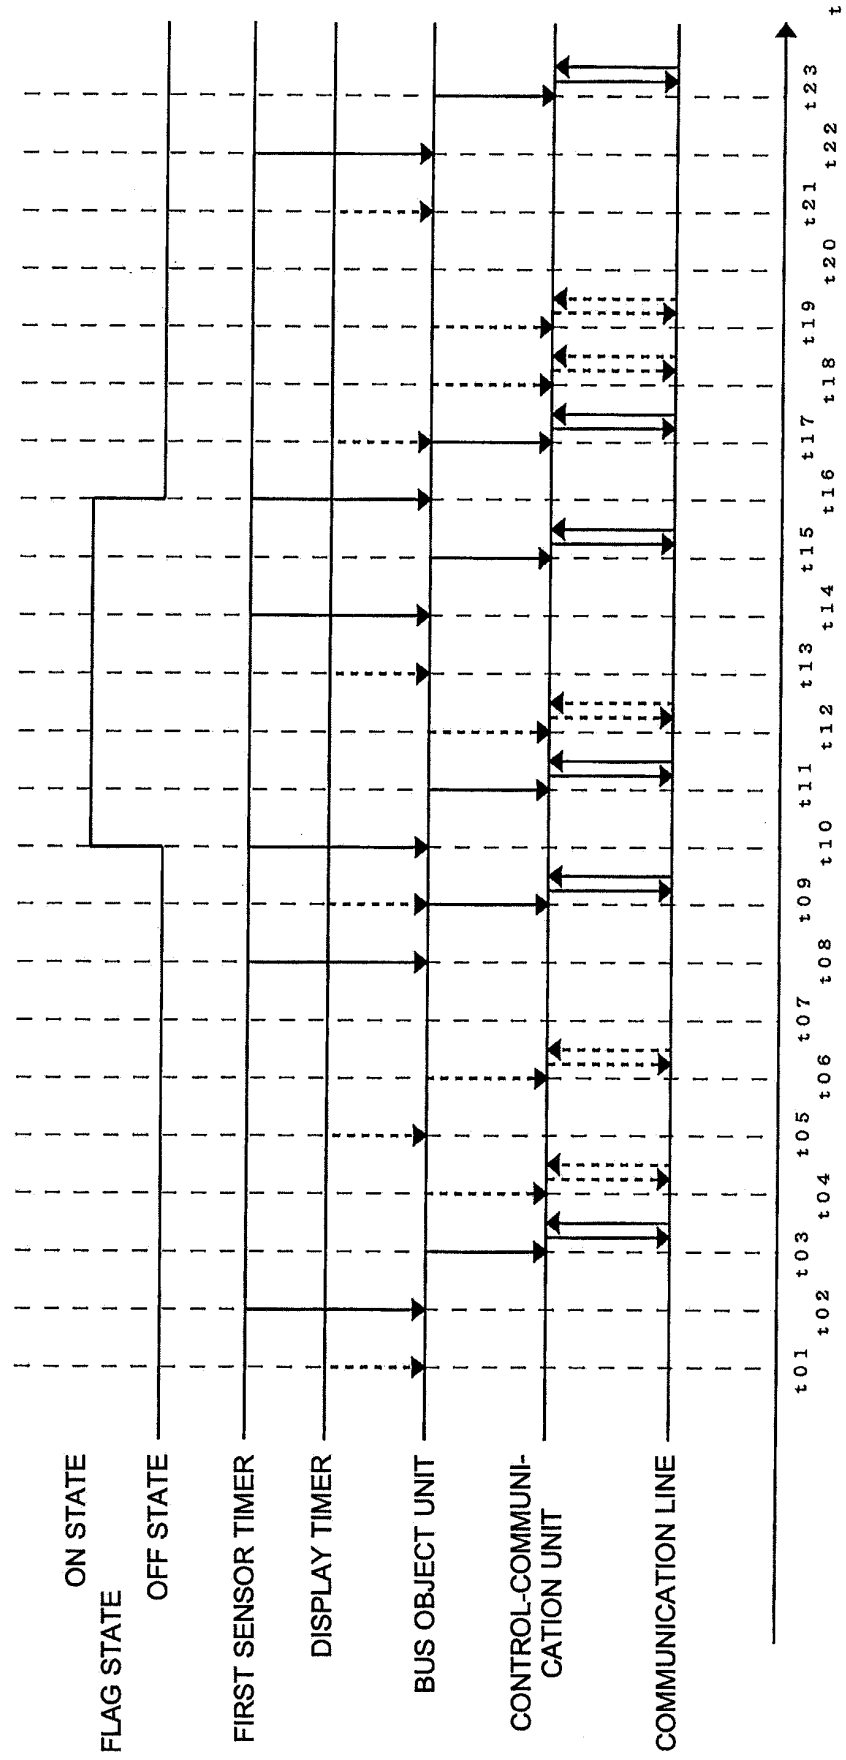 ON STATE
FLAG STATE
OFF STATE
FIRST SENSOR TIMER
DISPLAY TIMER
BUS OBJECT UNIT
CONTROL-COMMUNI-
CATION UNIT
COMMUNICATION LINE
t01
t02
t03
t04
t05
t06
t07
t08
t09
t10
t11
t12
t13
t14
t15
t16
t17
t18
t19
t20
t21
t22
t23
t